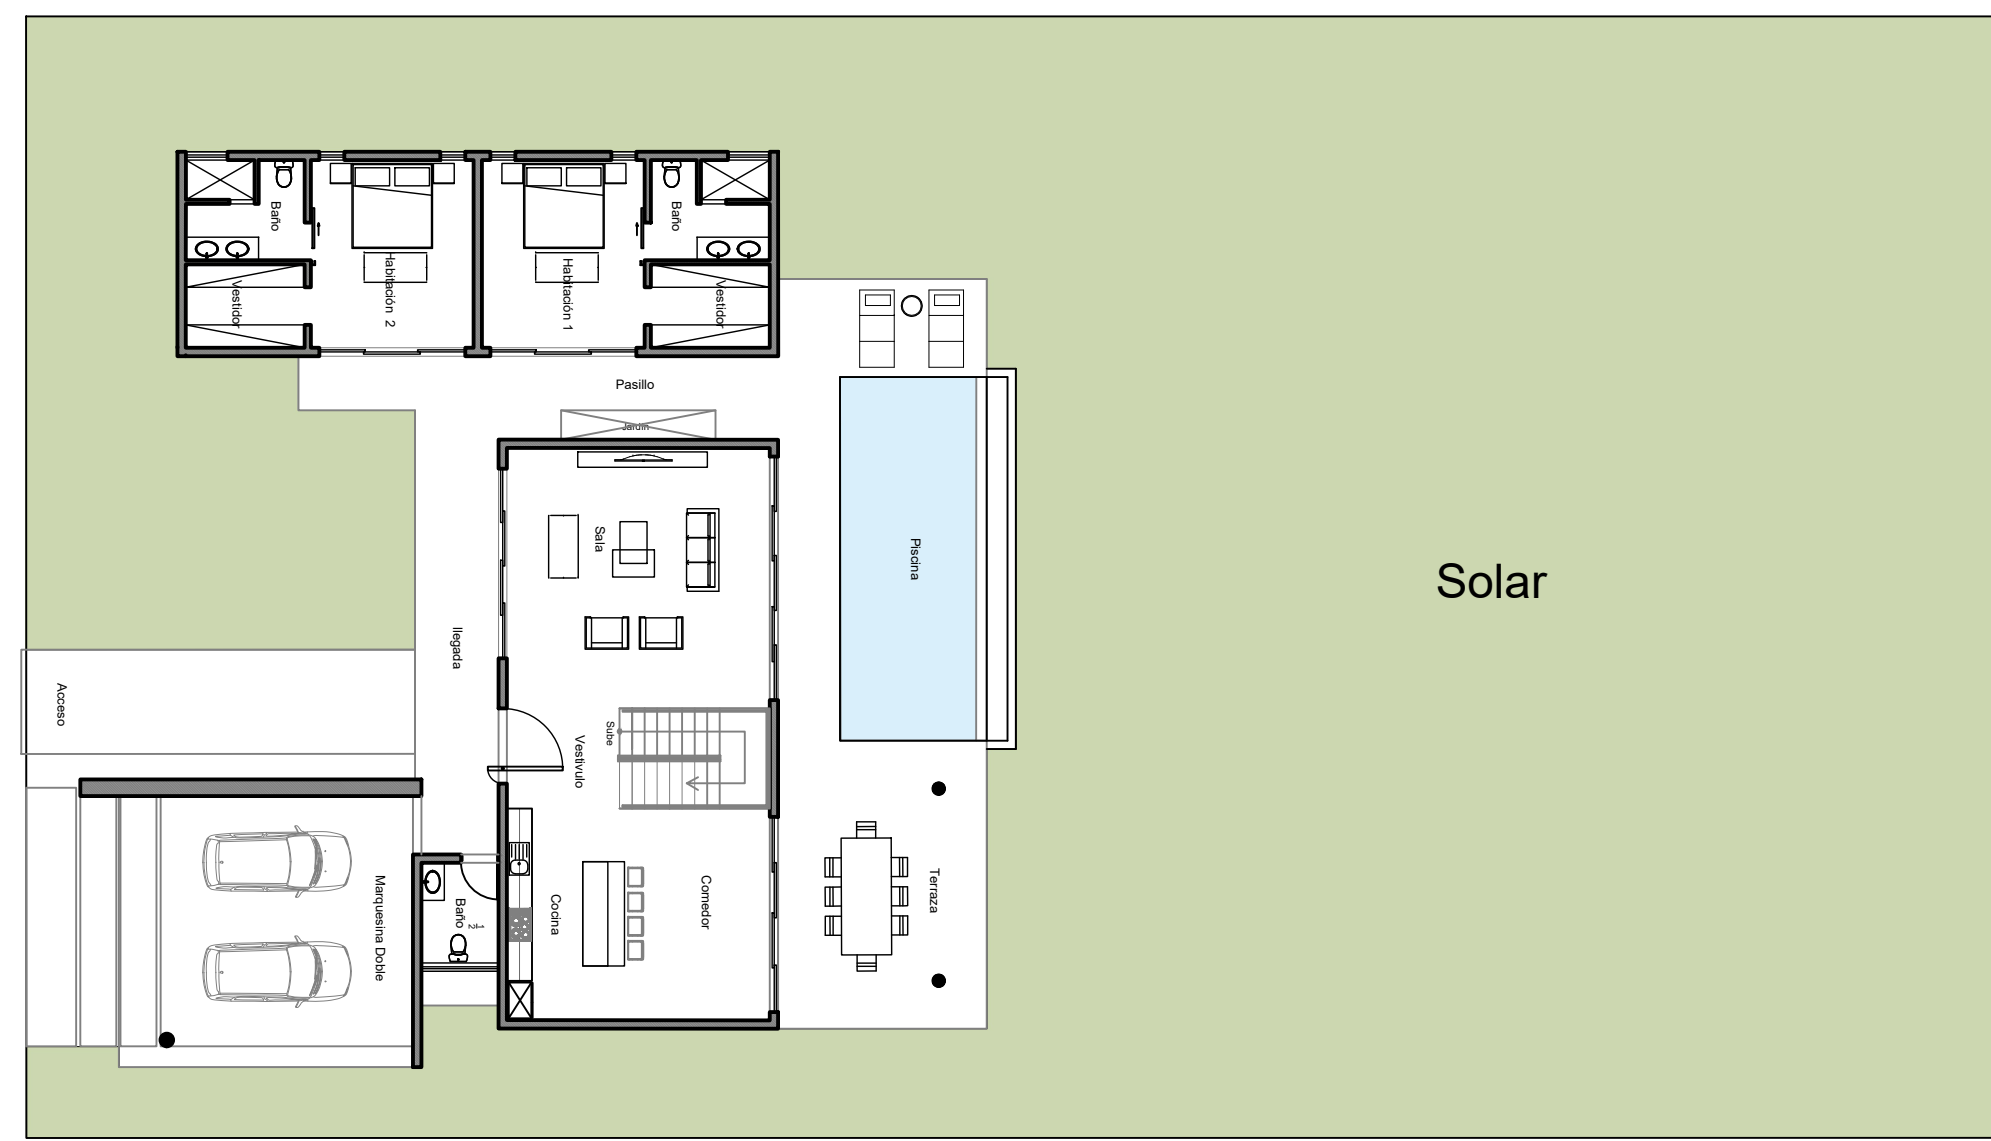 Baño
Habitación 2
Habitación 1
Baño
Vestidor
Vestidor
Pasillo
Jardin
Sala
Piscina
Solar
llegada
Acceso
Sube
Vestivulo
Marquesina Doble
Baño 1/2
Cocina
Comedor
Terraza